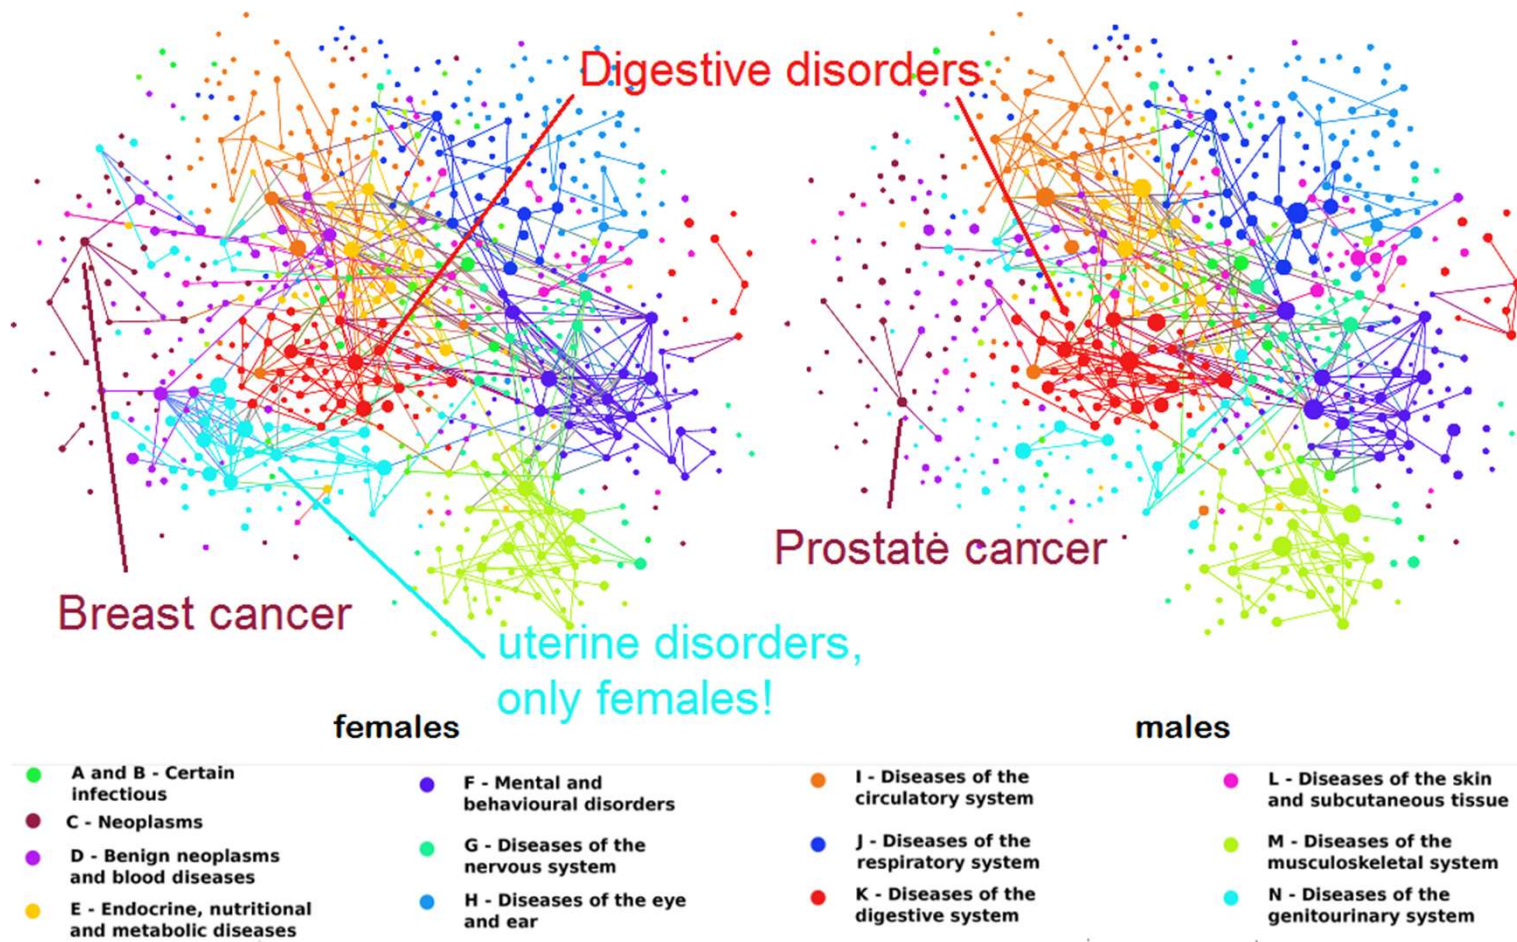 Digestive disorders
Prostate cancer
Breast cancer
uterine disorders,
only females!
females
males
A and B - Certain
infectious
C - Neoplasms
D - Benign neoplasms
and blood diseases
E - Endocrine, nutritional
and metabolic diseases
F - Mental and
behavioural disorders
G - Diseases of the
nervous system
H - Diseases of the eye
and ear
I - Diseases of the
circulatory system
J - Diseases of the
respiratory system
K - Diseases of the
digestive system
L - Diseases of the skin
and subcutaneous tissue
M - Diseases of the
musculoskeletal system
N - Diseases of the
genitourinary system